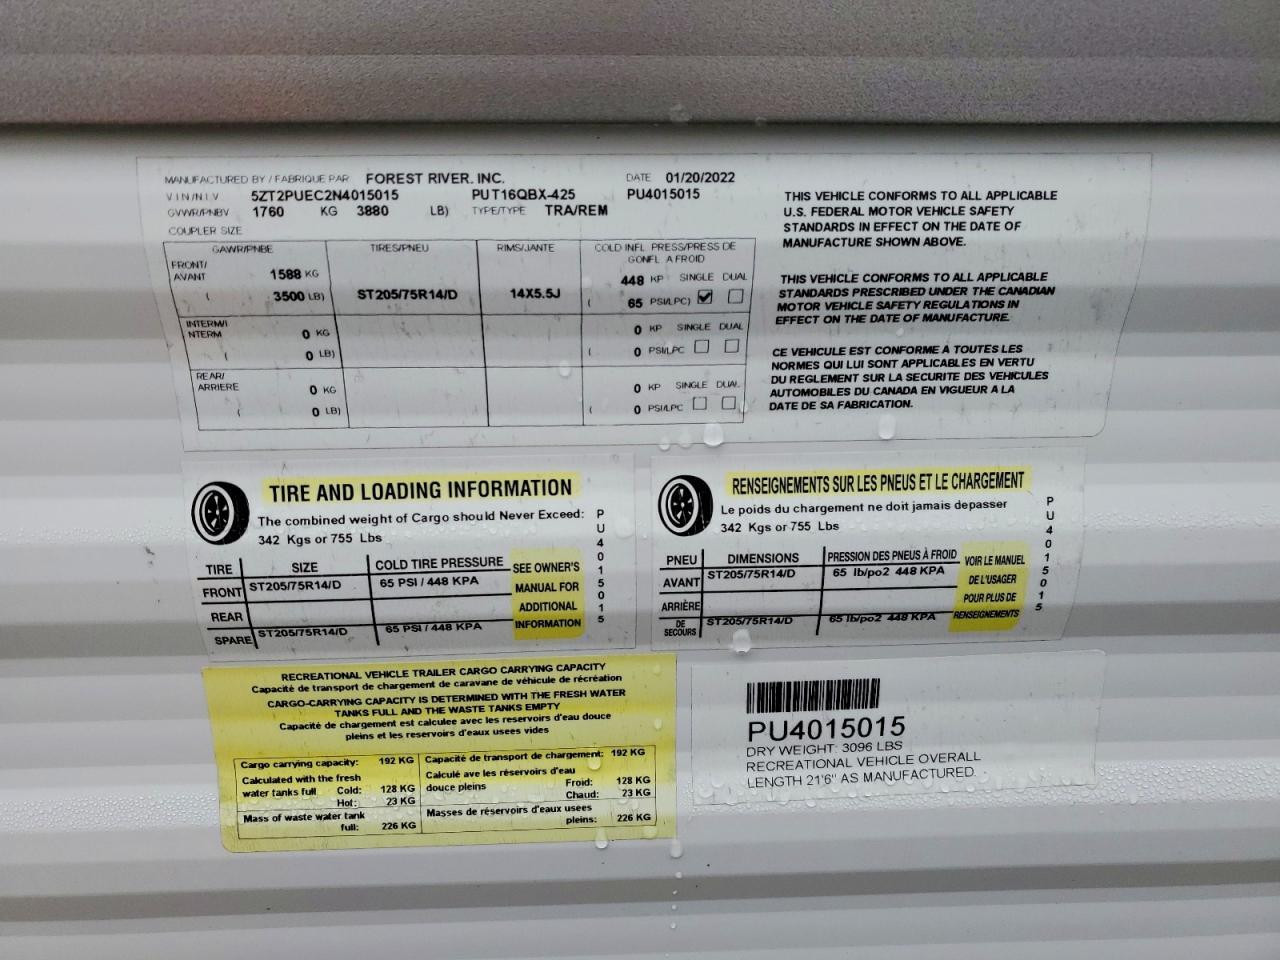 MANUFACTURED BY / FABRIQUE PAR FOREST RIVER, INC. DATE 01/20/2022
VIN/NIV 5ZT2PUEC2N4015015 PUT16QBX-425 PU4015015
GVWR/PNBV 1760 KG 3880 LB) TYPE/TYPE TRA/REM
COUPLER SIZE
GAWR/PNBE TIRES/PNEU RIMS/JANTE COLD INFL PRESS/PRESS DE
GONFL A FROID
FRONT/ 1588 KG 448 KP SINGLE DUAL
AVANT
( 3500 LB) ST205/75R14/D 14X5.5J ( 65 PSI/LPC)
INTERM/I 0 KG 0 KP SINGLE DUAL
NTERM
( 0 LB) ( 0 PSI/LPC
REAR/ 0 KG 0 KP SINGLE DUAL
ARRIERE
( 0 LB) ( 0 PSI/LPC
THIS VEHICLE CONFORMS TO ALL APPLICABLE
U.S. FEDERAL MOTOR VEHICLE SAFETY
STANDARDS IN EFFECT ON THE DATE OF
MANUFACTURE SHOWN ABOVE.
THIS VEHICLE CONFORMS TO ALL APPLICABLE
STANDARDS PRESCRIBED UNDER THE CANADIAN
MOTOR VEHICLE SAFETY REGULATIONS IN
EFFECT ON THE DATE OF MANUFACTURE.
CE VEHICULE EST CONFORME A TOUTES LES
NORMES QUI LUI SONT APPLICABLES EN VERTU
DU REGLEMENT SUR LA SECURITE DES VEHICULES
AUTOMOBILES DU CANADA EN VIGUEUR A LA
DATE DE SA FABRICATION.
TIRE AND LOADING INFORMATION
The combined weight of Cargo should Never Exceed:
342 Kgs or 755 Lbs
TIRE SIZE COLD TIRE PRESSURE
FRONT ST205/75R14/D 65 PSI / 448 KPA
REAR
SPARE ST205/75R14/D 65 PSI / 448 KPA
SEE OWNER'S
MANUAL FOR
ADDITIONAL
INFORMATION
PU4015015
RENSEIGNEMENTS SUR LES PNEUS ET LE CHARGEMENT
Le poids du chargement ne doit jamais depasser
342 Kgs or 755 Lbs
PNEU DIMENSIONS PRESSION DES PNEUS À FROID
AVANT ST205/75R14/D 65 lb/po2 448 KPA
ARRIÈRE
DE SECOURS ST205/75R14/D 65 lb/po2 448 KPA
VOIR LE MANUEL
DE L'USAGER
POUR PLUS DE
RENSEIGNEMENTS
PU4015015
RECREATIONAL VEHICLE TRAILER CARGO CARRYING CAPACITY
Capacité de transport de chargement de caravane de véhicule de récréation
CARGO-CARRYING CAPACITY IS DETERMINED WITH THE FRESH WATER
TANKS FULL AND THE WASTE TANKS EMPTY
Capacité de chargement est calculee avec les reservoirs d'eau douce
pleins et les reservoirs d'eaux usees vides
Cargo carrying capacity: 192 KG
Calculated with the fresh
water tanks full Cold: 128 KG
Hot: 23 KG
Mass of waste water tank
full: 226 KG
Capacité de transport de chargement: 192 KG
Calculé ave les réservoirs d'eau
douce pleins Froid: 128 KG
Chaud: 23 KG
Masses de réservoirs d'eaux usees
pleins: 226 KG
PU4015015
DRY WEIGHT: 3096 LBS
RECREATIONAL VEHICLE OVERALL
LENGTH 21'6" AS MANUFACTURED.